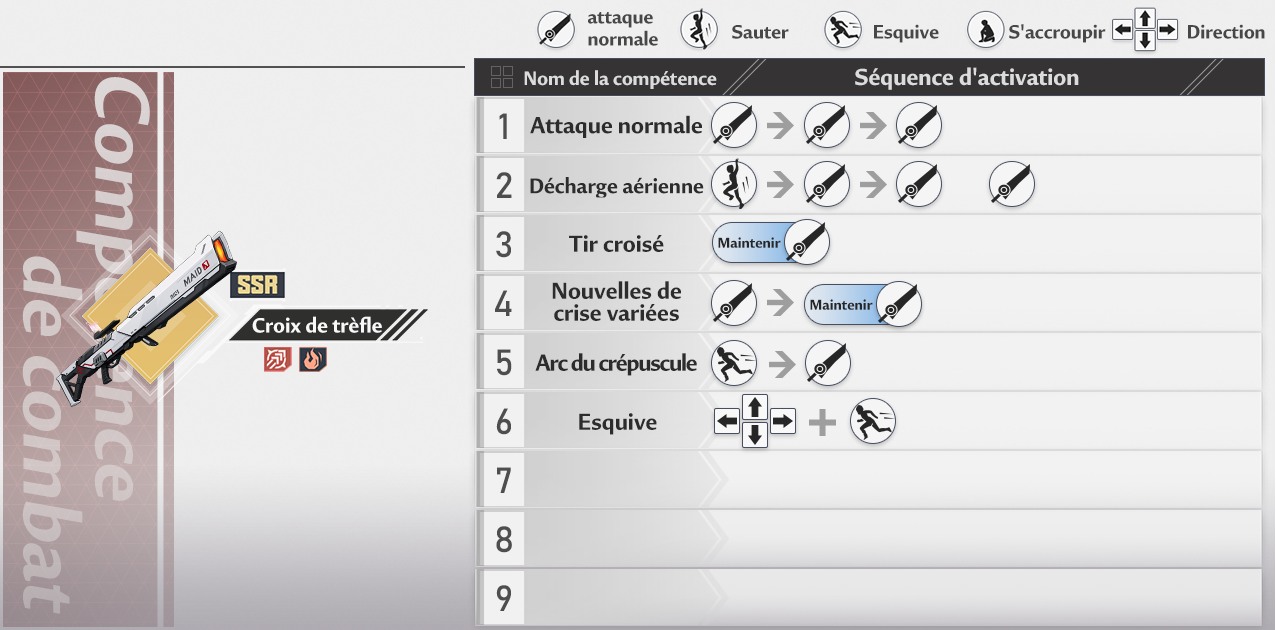 attaque
normale
Sauter
Esquive
S'accroupir
Direction
Nom de la compétence
Séquence d'activation
1 Attaque normale
2 Décharge aérienne
3 Tir croisé
Maintenir
4 Nouvelles de
crise variées
Maintenir
5 Arc du crépuscule
6 Esquive
7
8
9
Compétence
de combat
MAID
SSR
Croix de trèfle